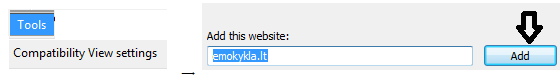 Tools
Compatibility View settings
Add this website:
emokykla.lt
Add